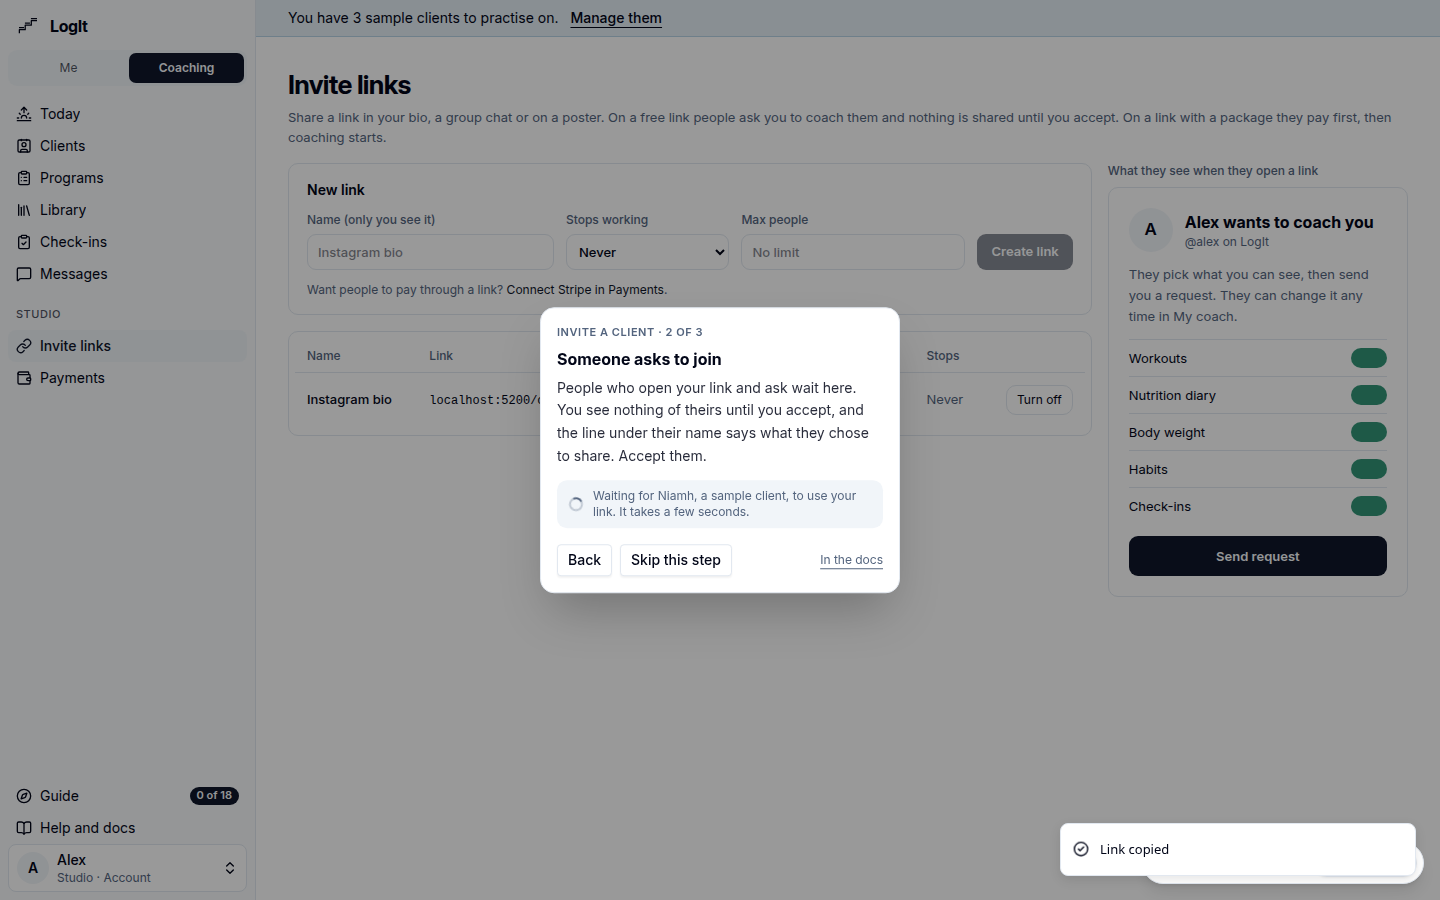 LogIt
Me
Coaching
Today
Clients
Programs
Library
Check-ins
Messages
STUDIO
Invite links
Payments
Guide
0 of 18
Help and docs
A
Alex
Studio · Account
You have 3 sample clients to practise on. Manage them
Invite links
Share a link in your bio, a group chat or on a poster. On a free link people ask you to coach them and nothing is shared until you accept. On a link with a package they pay first, then
coaching starts.
New link
Name (only you see it)
Stops working
Max people
Instagram bio
Never
No limit
Create link
Want people to pay through a link? Connect Stripe in Payments.
Name
Link
Stops
Instagram bio
localhost:5200/
Never
Turn off
INVITE A CLIENT · 2 OF 3
Someone asks to join
People who open your link and ask wait here.
You see nothing of theirs until you accept, and
the line under their name says what they chose
to share. Accept them.
Waiting for Niamh, a sample client, to use your
link. It takes a few seconds.
Back
Skip this step
In the docs
What they see when they open a link
A
Alex wants to coach you
@alex on LogIt
They pick what you can see, then send
you a request. They can change it any
time in My coach.
Workouts
Nutrition diary
Body weight
Habits
Check-ins
Send request
Link copied